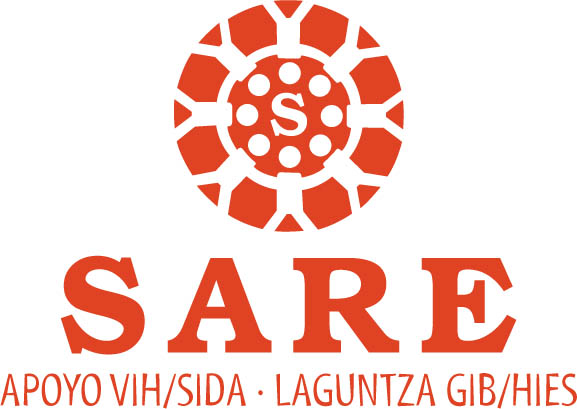 S
SARE
APOYO VIH/SIDA · LAGUNTZA GIB/HIES